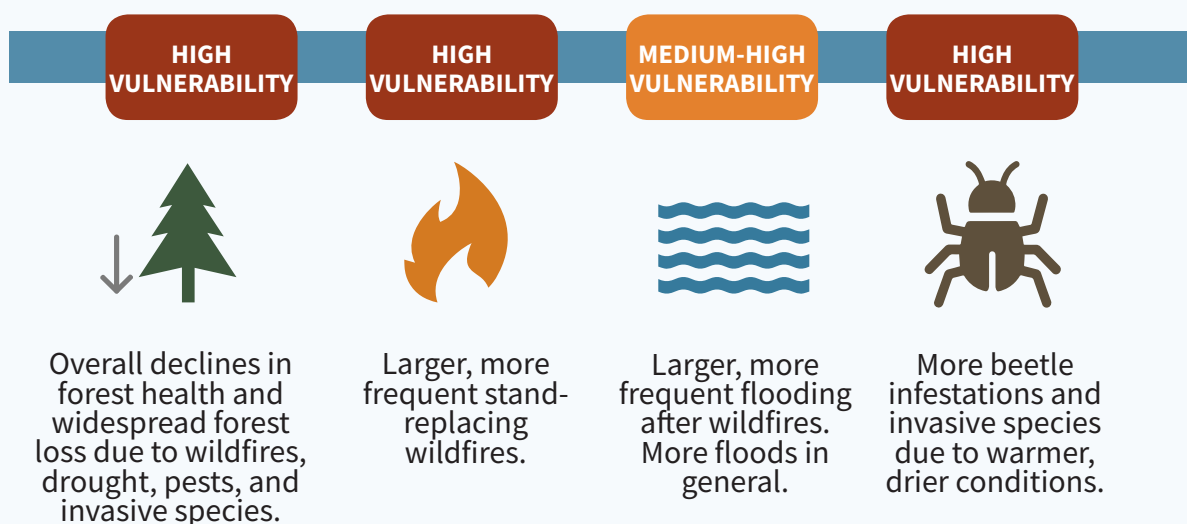 HIGH
VULNERABILITY
HIGH
VULNERABILITY
MEDIUM-HIGH
VULNERABILITY
HIGH
VULNERABILITY
Overall declines in
forest health and
widespread forest
loss due to wildfires,
drought, pests, and
invasive species.
Larger, more
frequent stand-
replacing
wildfires.
Larger, more
frequent flooding
after wildfires.
More floods in
general.
More beetle
infestations and
invasive species
due to warmer,
drier conditions.